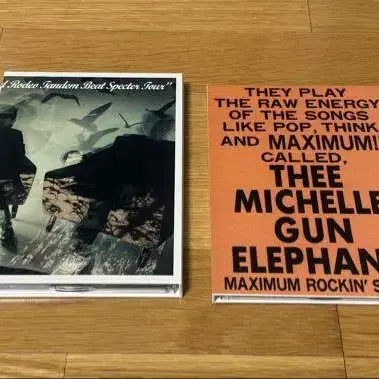 Rodeo Tandem Beat Specter Tour"
THEY PLAY
THE RAW ENERGY
OF THE SONGS
LIKE POP, THINK
AND MAXIMUM!
CALLED,
THEE
MICHELLE
GUN
ELEPHAN
MAXIMUM ROCKIN' S